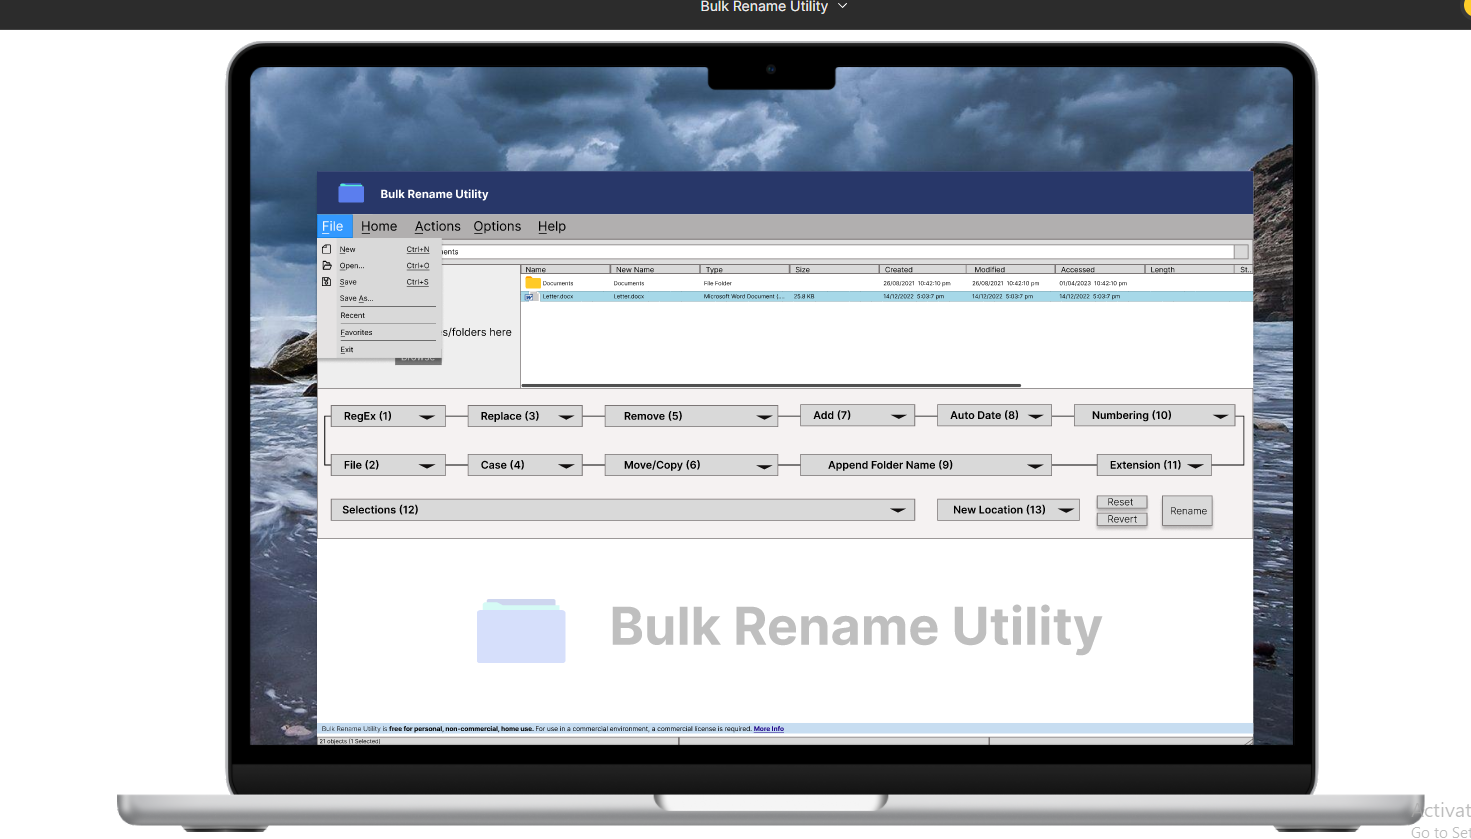 Bulk Rename Utility
Bulk Rename Utility
File Home Actions Options Help
New Ctrl+N
Open... Ctrl+O
Save Ctrl+S
Save As...
Recent
Favorites
Exit
ents
s/folders here
Browse
Name New Name Type Size Created Modified Accessed Length St..
Documents Documents File Folder 26/08/2021 10:42:10 pm 26/08/2021 10:42:10 pm 01/04/2023 10:42:10 pm
Letter.docx Letter.docx Microsoft Word Document (... 25.8 KB 14/12/2022 5:03:7 pm 14/12/2022 5:03:7 pm 14/12/2022 5:03:7 pm
RegEx (1) Replace (3) Remove (5) Add (7) Auto Date (8) Numbering (10)
File (2) Case (4) Move/Copy (6) Append Folder Name (9) Extension (11)
Selections (12) New Location (13) Reset Rename
Revert
Bulk Rename Utility
Bulk Rename Utility is free for personal, non-commercial, home use. For use in a commercial environment, a commercial license is required. More Info
21 objects (1 Selected)
Activat
Go to Set